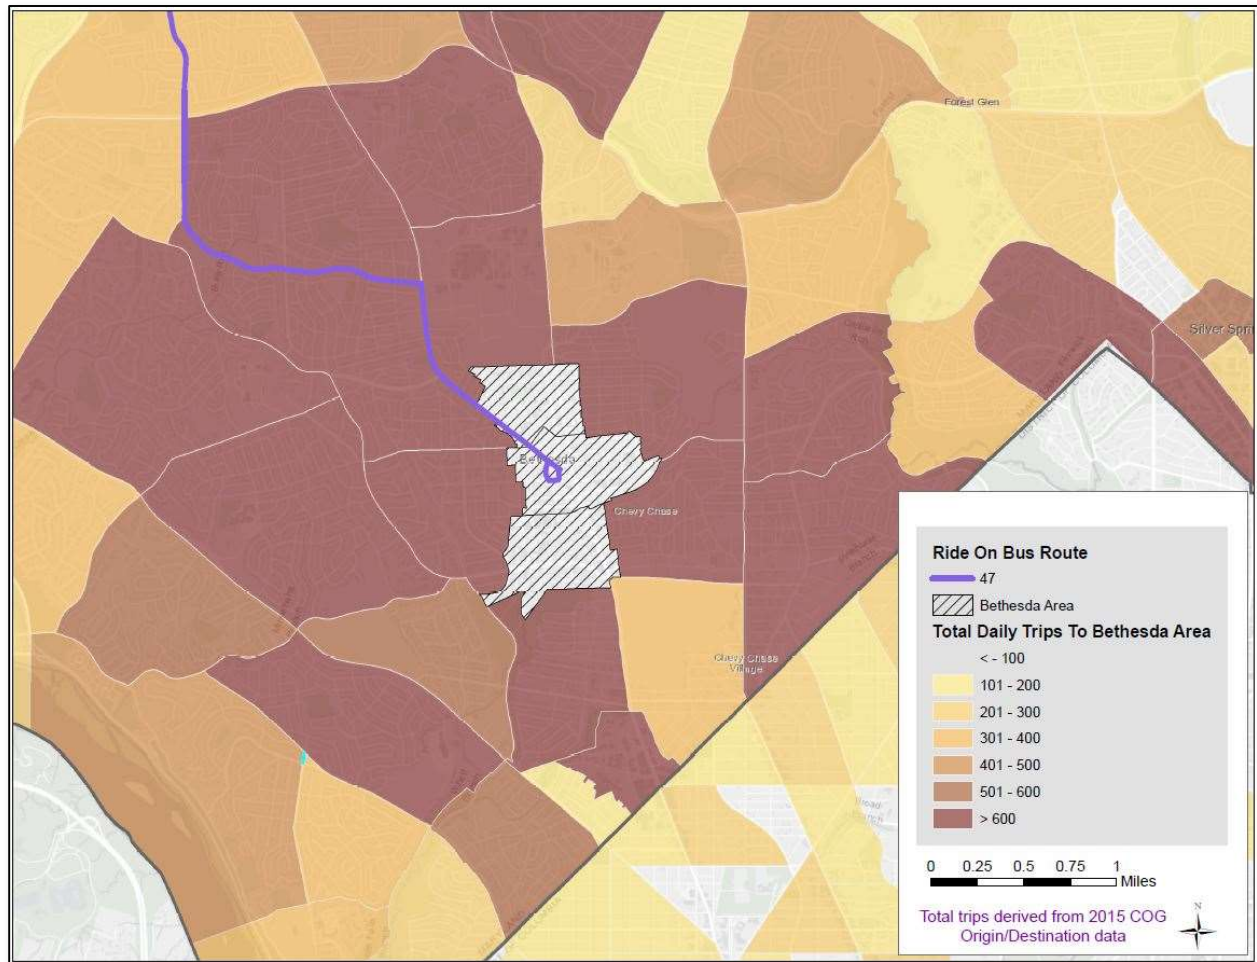 Forest Glen
Silver Spri
Bethesda
Chevy Chase
Chevy Chase
Village
Ride On Bus Route
47
Bethesda Area
Total Daily Trips To Bethesda Area
< - 100
101 - 200
201 - 300
301 - 400
401 - 500
501 - 600
> 600
0 0.25 0.5 0.75 1
Miles
N
Total trips derived from 2015 COG
Origin/Destination data